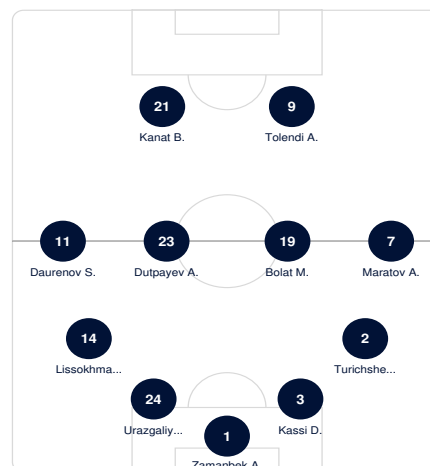 21
9
Kanat B.
Tolendi A.
11
23
19
7
Daurenov S.
Dutpayev A.
Bolat M.
Maratov A.
14
2
Lissokhma...
Turichshe...
24
3
Urazgaliy...
Kassi D.
1
Zamanbek A